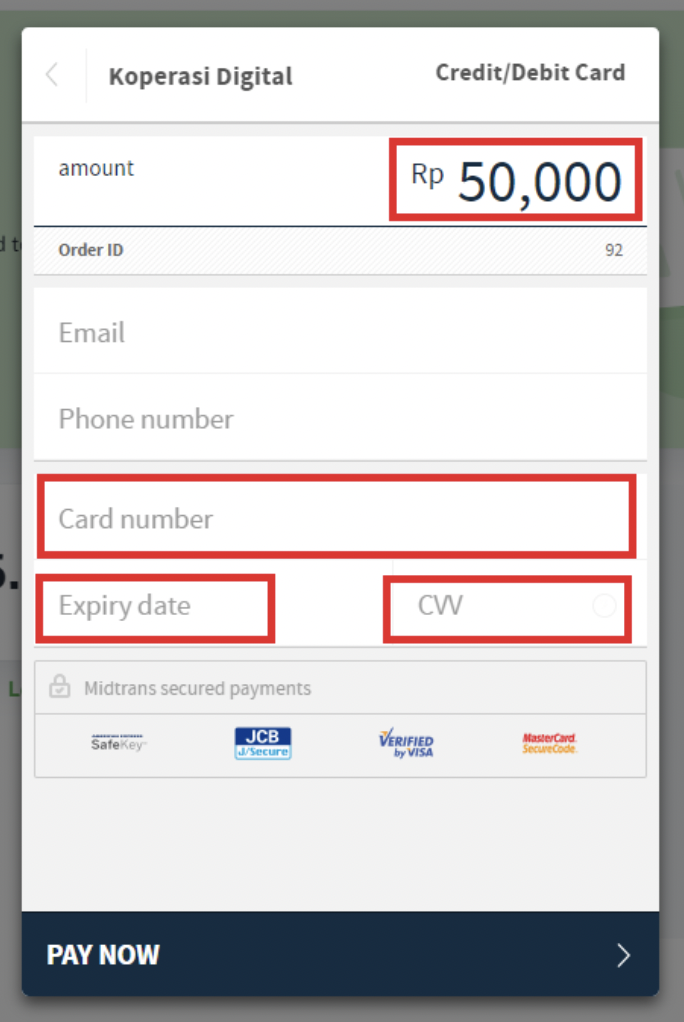 Koperasi Digital
Credit/Debit Card
amount
Rp 50,000
Order ID 92
Email
Phone number
Card number
Expiry date
CVV
Midtrans secured payments
SafeKey
JCB
J/Secure
VERIFIED
by VISA
MasterCard.
SecureCode.
PAY NOW